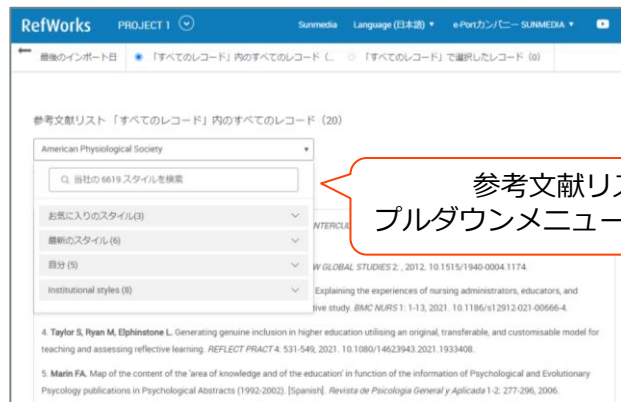 RefWorks PROJECT 1 Sunmedia Language (日本語) e-Portカンパニー SUNMEDIA
最後のインポート日 「すべてのレコード」内のすべてのレコード (... 「すべてのレコード」で選択したレコード (0)
参考文献リスト 「すべてのレコード」内のすべてのレコード (20)
American Physiological Society
当社の 6619 スタイルを検索
お気に入りのスタイル(3)
最新のスタイル (6)
自分 (5)
Institutional styles (8)
参考文献リ
プルダウンメニュー
W GLOBAL STUDIES 2: , 2012. 10.1515/1940-0004.1174.
Explaining the experiences of nursing administrators, educators, and
tive study. BMC NURS 1: 1-13, 2021. 10.1186/s12912-021-00666-4.
4. Taylor S, Ryan M, Elphinstone L. Generating genuine inclusion in higher education utilising an original, transferable, and customisable model for
teaching and assessing reflective learning. REFLECT PRACT 4: 531-549, 2021. 10.1080/14623943.2021.1933408.
5. Marin FA. Map of the content of the 'area of knowledge and of the education' in function of the information of Psychological and Evolutionary
Psycology publications in Psychological Abstracts (1992-2002). [Spanish]. Revista de Psicologia General y Aplicada 1-2: 277-296, 2006.